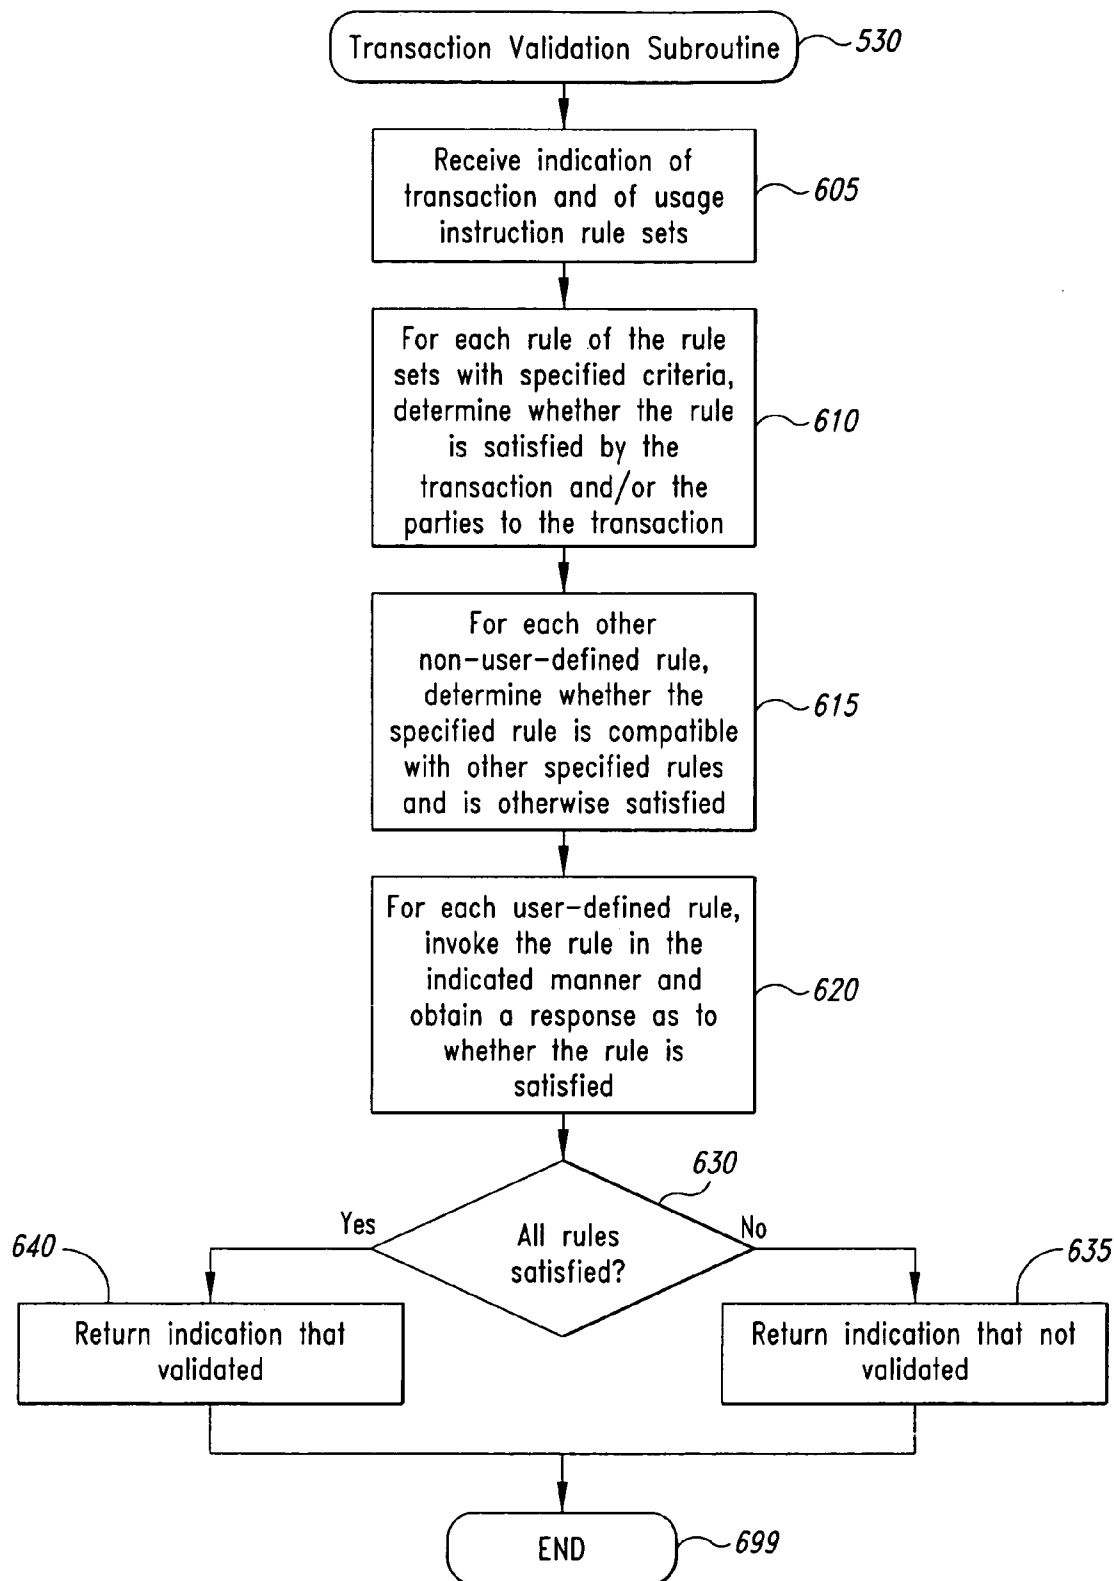 Transaction Validation Subroutine
530
Receive indication of
transaction and of usage
instruction rule sets
605
For each rule of the rule
sets with specified criteria,
determine whether the rule
is satisfied by the
transaction and/or the
parties to the transaction
610
For each other
non-user-defined rule,
determine whether the
specified rule is compatible
with other specified rules
and is otherwise satisfied
615
For each user-defined rule,
invoke the rule in the
indicated manner and
obtain a response as to
whether the rule is
satisfied
620
630
Yes
All rules
satisfied?
No
640
Return indication that
validated
635
Return indication that not
validated
END
699